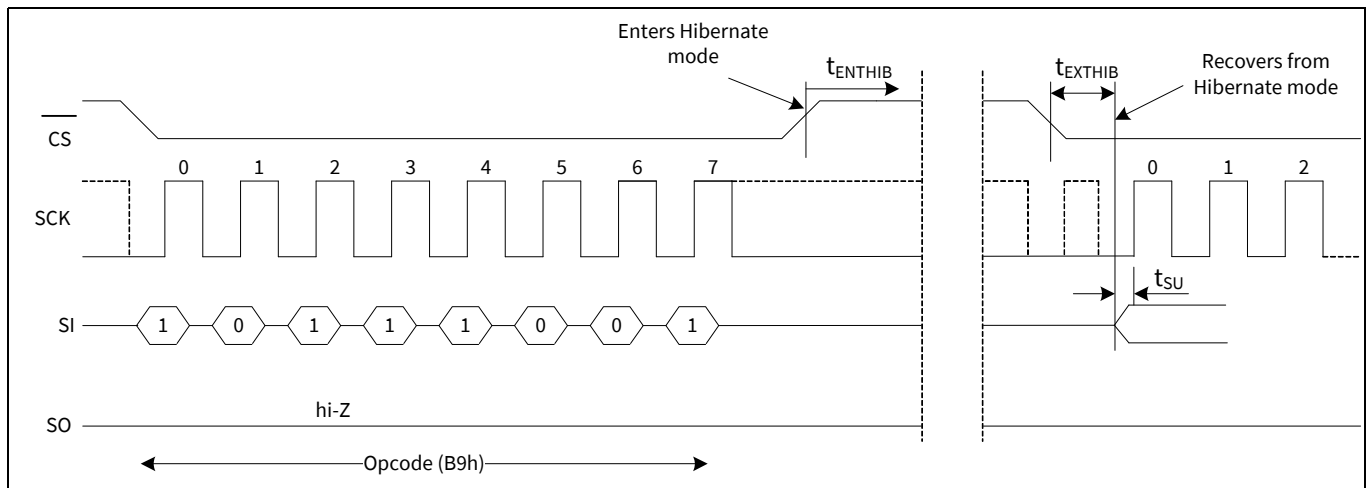 Enters Hibernate
mode
tENTHIB
tEXTHIB
Recovers from
Hibernate mode
CS
0 1 2 3 4 5 6 7
0 1 2
SCK
tSU
SI
1 0 1 1 1 0 0 1
hi-Z
SO
Opcode (B9h)